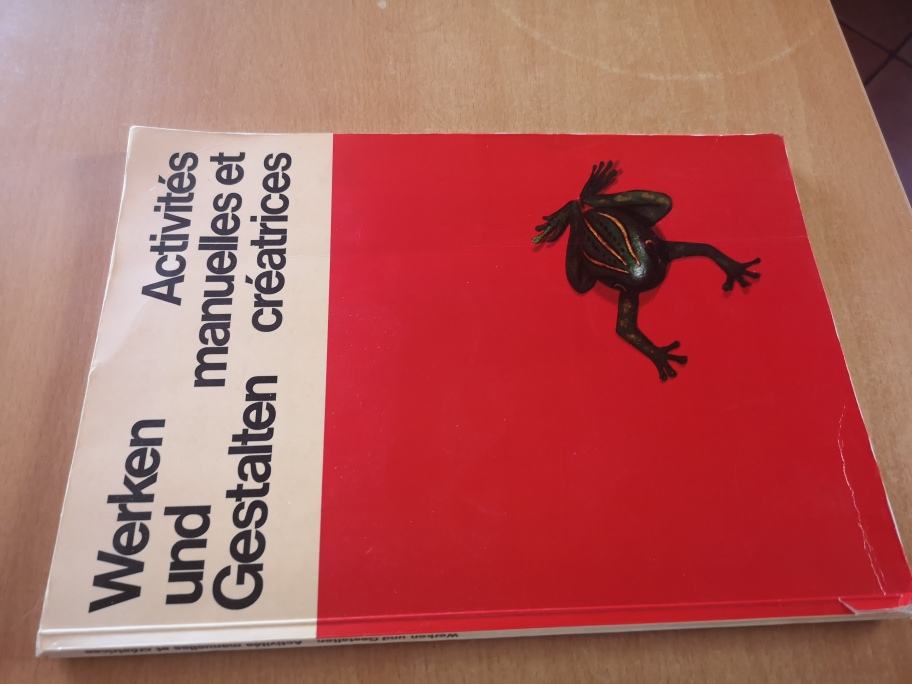 Werken
und
Gestalten
Activités
manuelles et
créatrices
Werken und Gestalten Activités manuelles et créatrices